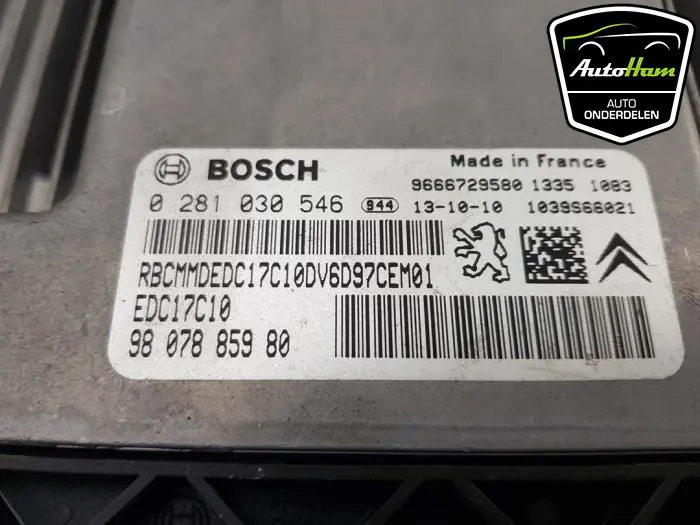 AutoHam
AUTO
ONDERDELEN
BOSCH Made in France
9666729580 1335 1083
0 281 030 546 944 13-10-10 1039S66021
RBCMMDEDC17C10DV6D97CEM01
EDC17C10
98 078 859 80